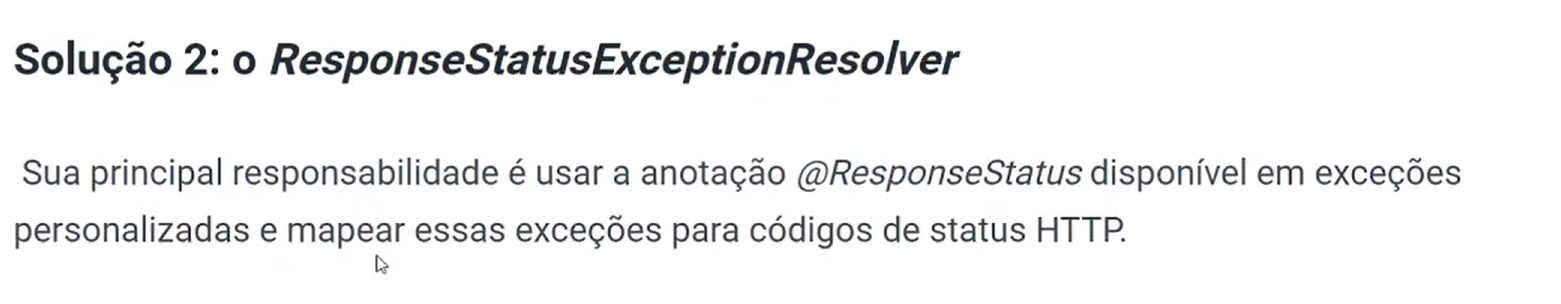 Solução 2: o ResponseStatusExceptionResolver
Sua principal responsabilidade é usar a anotação @ResponseStatus disponível em exceções
personalizadas e mapear essas exceções para códigos de status HTTP.